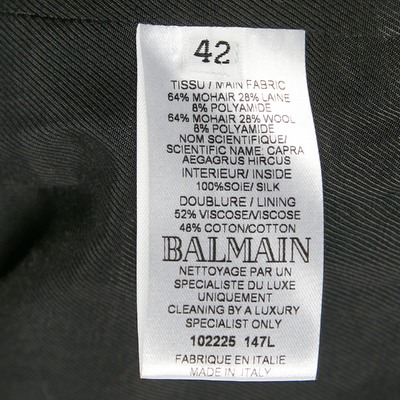 42
TISSU / MAIN FABRIC
64% MOHAIR 28% LAINE
8% POLYAMIDE
64% MOHAIR 28% WOOL
8% POLYAMIDE
NOM SCIENTIFIQUE/
SCIENTIFIC NAME, CAPRA
AEGAGRUS HIRCUS
INTERIEUR/ INSIDE
100%SOIE/ SILK
DOUBLURE / LINING
52% VISCOSE/VISCOSE
48% COTON/COTTON
BALMAIN
NETTOYAGE PAR UN
SPECIALISTE DU LUXE
UNIQUEMENT
CLEANING BY A LUXURY
SPECIALIST ONLY
102225 147L
FABRIQUE EN ITALIE
MADE IN ITALY